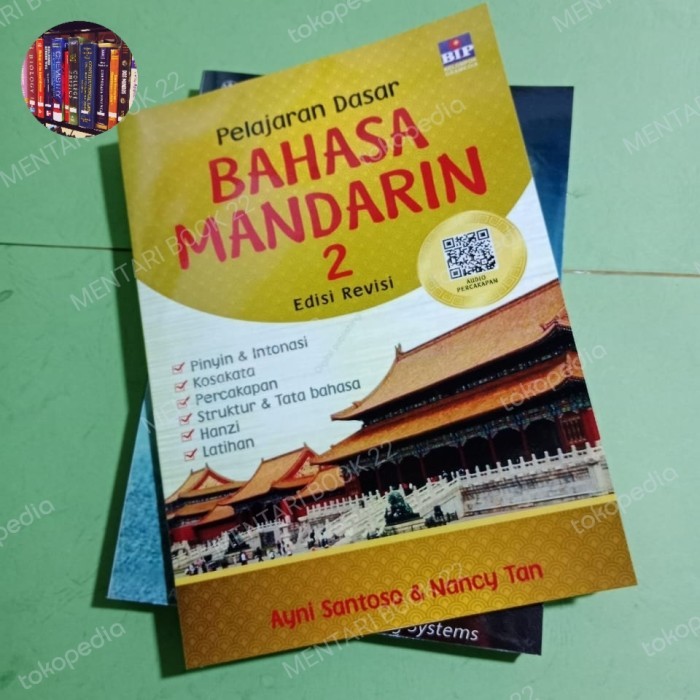 BIP
Pelajaran Dasar
BAHASA
MANDARIN
2
Edisi Revisi
AUDIO
PERCAKAPAN
Pinyin & Intonasi
Kosakata
Percakapan
Struktur & Tata bahasa
Hanzi
Latihan
Ayni Santoso & Nancy Tan
Systems
MENTARI BOOK 22
tokopedia